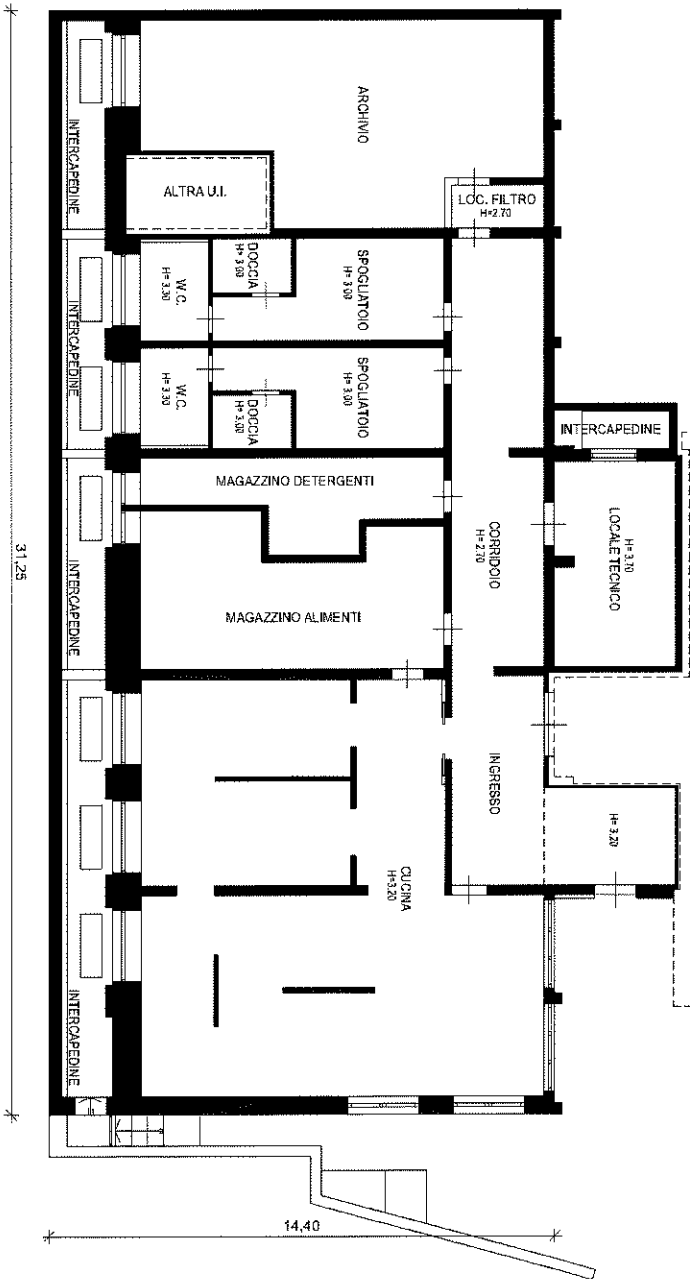 ARCHIVIO
INTERCAPEDINE
ALTRA U.I.
LOC. FILTRO
H=2.70
DOCCIA
H= 3.00
SPOGLIATOIO
H= 3.00
W.C.
H= 3.30
INTERCAPEDINE
W.C.
H= 3.30
DOCCIA
H= 3.00
SPOGLIATOIO
H= 3.00
INTERCAPEDINE
MAGAZZINO DETERGENTI
CORRIDOIO
H= 2.70
LOCALE TECNICO
H= 3.70
31,25
INTERCAPEDINE
MAGAZZINO ALIMENTI
INGRESSO
H= 3,20
CUCINA
H=3.20
INTERCAPEDINE
14,40